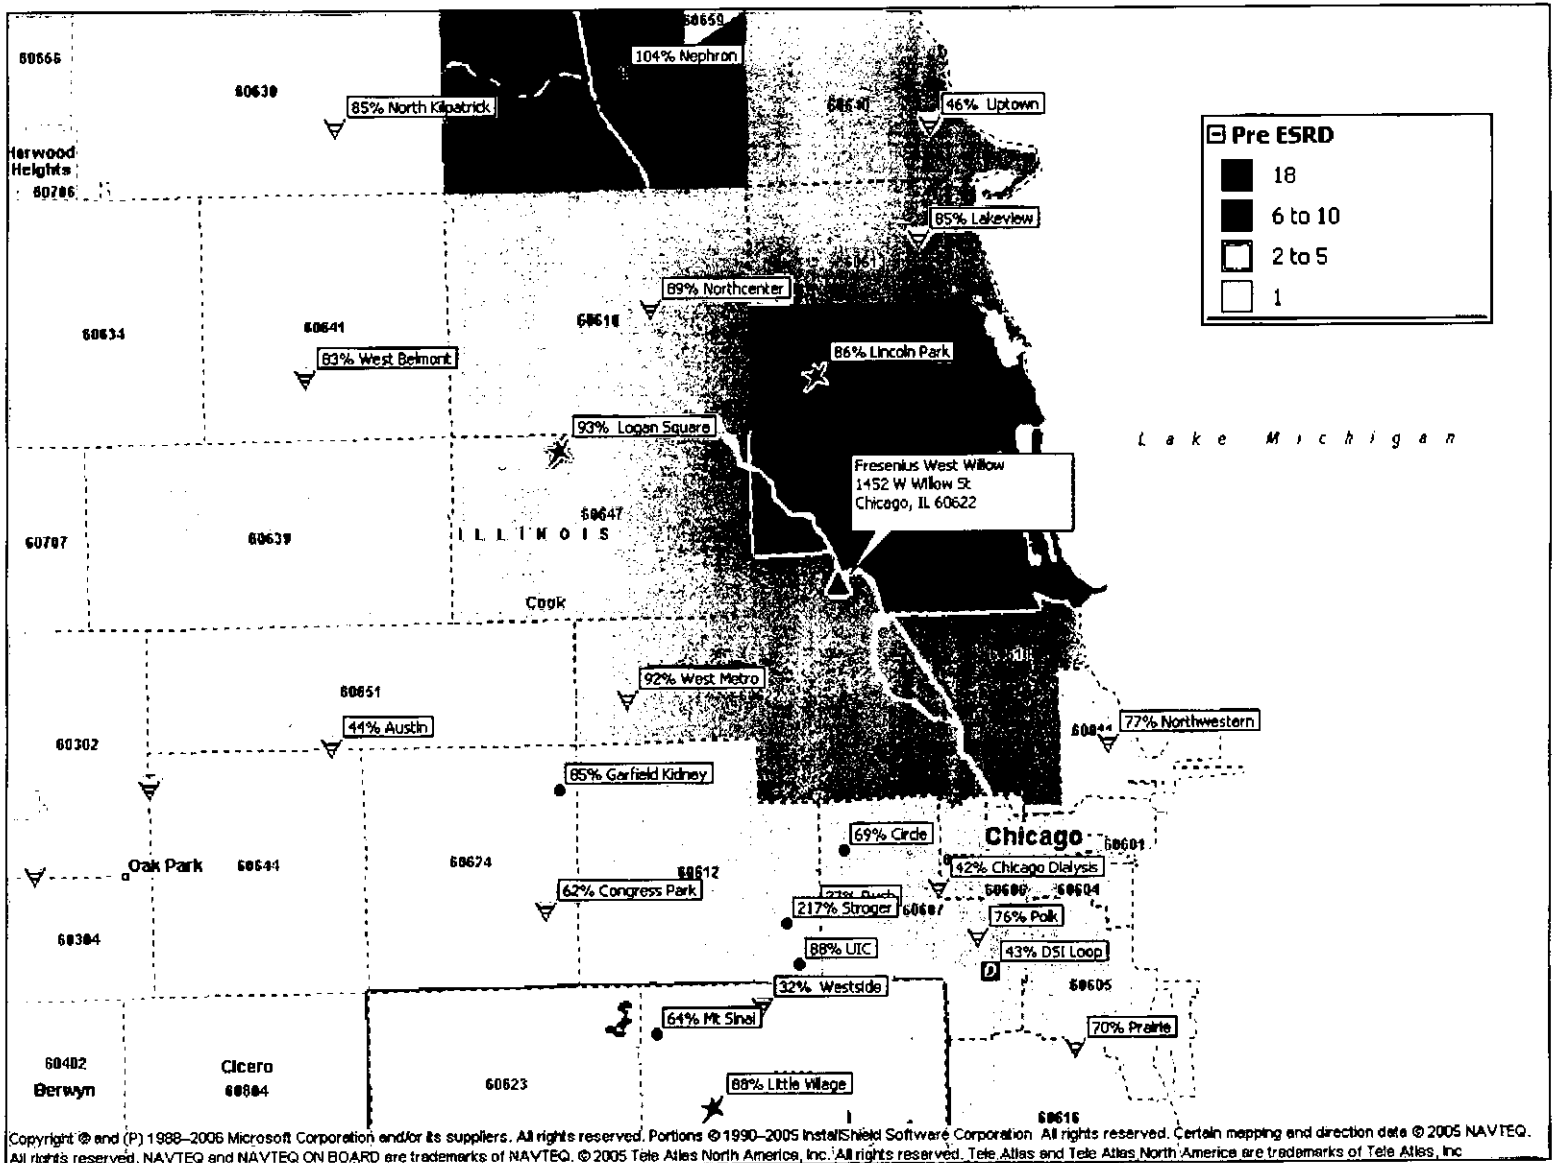 60659
60656
104% Nephron
60630
85% North Kilpatrick
46% Uptown
Harwood
Heights
60706
Pre ESRD
18
6 to 10
2 to 5
1
85% Lakeview
89% Northcenter
60618
60634
60641
83% West Belmont
86% Lincoln Park
93% Logan Square
Lake Michigan
Fresenius West Willow
1452 W Willow St
Chicago, IL 60622
60647
ILLINOIS
60707
60639
Cook
92% West Metro
60651
44% Austin
77% Northwestern
60302
85% Garfield Kidney
69% Circle
Chicago
60601
Oak Park
60644
60624
60612
42% Chicago Dialysis
60606
60604
62% Congress Park
217% Stroger
60607
76% Polk
60304
88% UIC
43% DSI Loop
D
32% Westside
60605
64% Mt Sinai
70% Prairie
60402
Berwyn
Cicero
60804
60623
88% Little Village
60616
Copyright © and (P) 1988–2006 Microsoft Corporation and/or its suppliers. All rights reserved. Portions © 1990–2005 InstallShield Software Corporation All rights reserved. Certain mapping and direction data © 2005 NAVTEQ.
All rights reserved. NAVTEQ and NAVTEQ ON BOARD are trademarks of NAVTEQ. © 2005 Tele Atlas North America, Inc. All rights reserved. Tele Atlas and Tele Atlas North America are trademarks of Tele Atlas, Inc